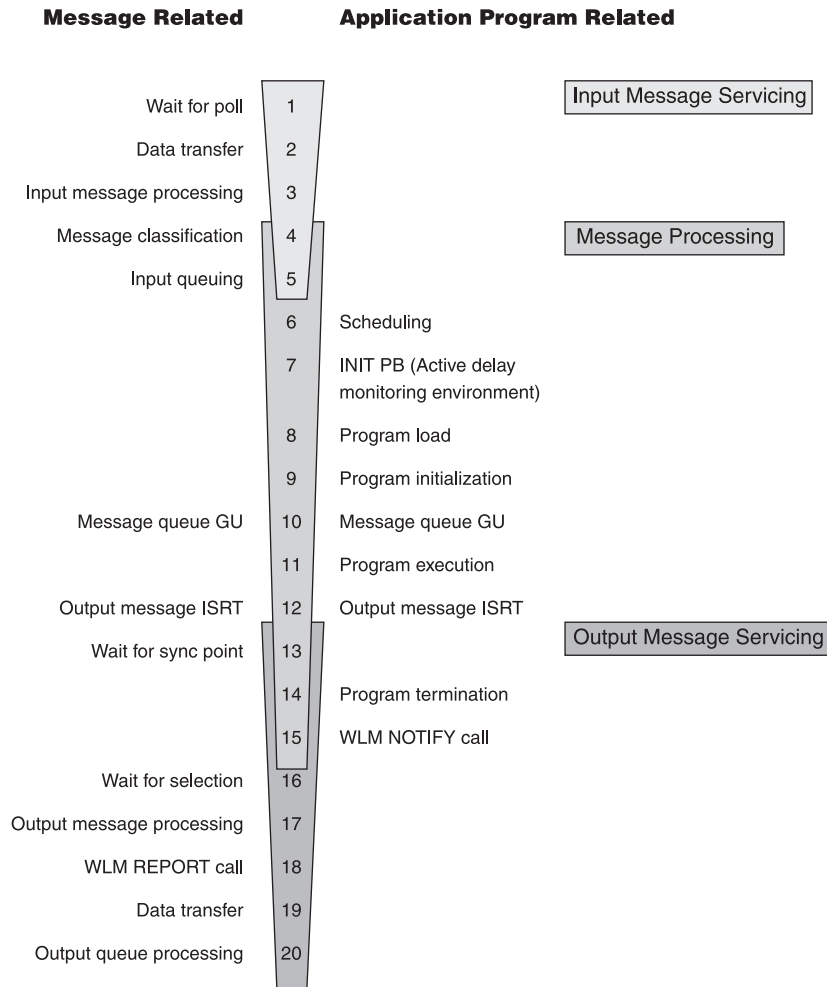 Message Related Application Program Related
Wait for poll 1 Input Message Servicing
Data transfer 2
Input message processing 3
Message classification 4 Message Processing
Input queuing 5
6 Scheduling
7 INIT PB (Active delay
monitoring environment)
8 Program load
9 Program initialization
Message queue GU 10 Message queue GU
11 Program execution
Output message ISRT 12 Output message ISRT
Wait for sync point 13 Output Message Servicing
14 Program termination
15 WLM NOTIFY call
Wait for selection 16
Output message processing 17
WLM REPORT call 18
Data transfer 19
Output queue processing 20